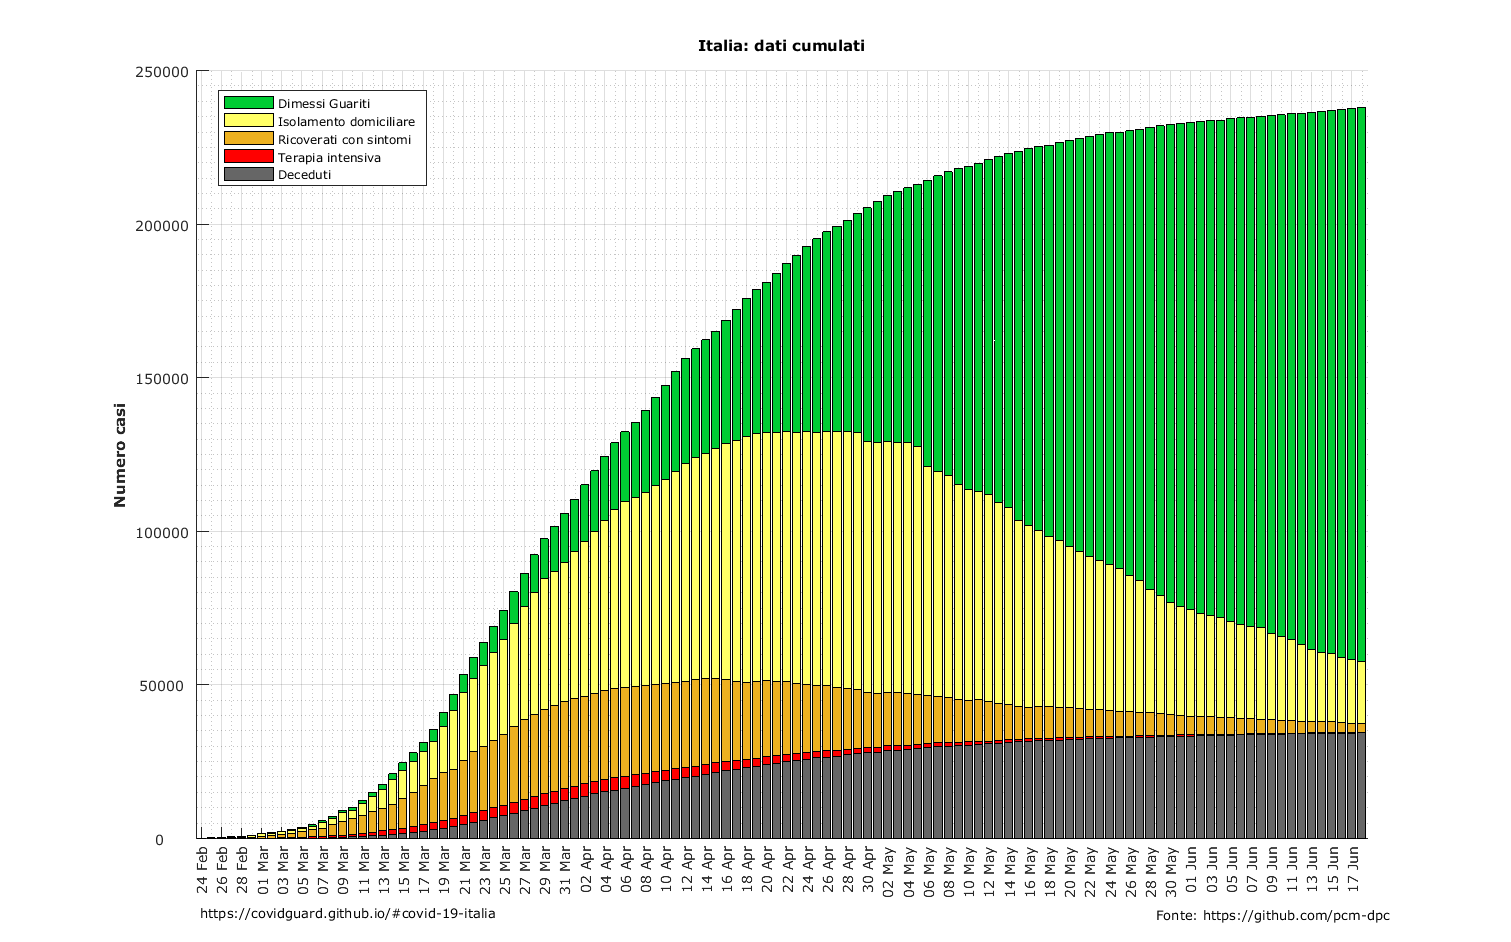 Italia: dati cumulati
250000
200000
150000
100000
50000
0
Numero casi
Dimessi Guariti
Isolamento domiciliare
Ricoverati con sintomi
Terapia intensiva
Deceduti
24 Feb
26 Feb
28 Feb
01 Mar
03 Mar
05 Mar
07 Mar
09 Mar
11 Mar
13 Mar
15 Mar
17 Mar
19 Mar
21 Mar
23 Mar
25 Mar
27 Mar
29 Mar
31 Mar
02 Apr
04 Apr
06 Apr
08 Apr
10 Apr
12 Apr
14 Apr
16 Apr
18 Apr
20 Apr
22 Apr
24 Apr
26 Apr
28 Apr
30 Apr
02 May
04 May
06 May
08 May
10 May
12 May
14 May
16 May
18 May
20 May
22 May
24 May
26 May
28 May
30 May
01 Jun
03 Jun
05 Jun
07 Jun
09 Jun
11 Jun
13 Jun
15 Jun
17 Jun
https://covidguard.github.io/#covid-19-italia
Fonte: https://github.com/pcm-dpc